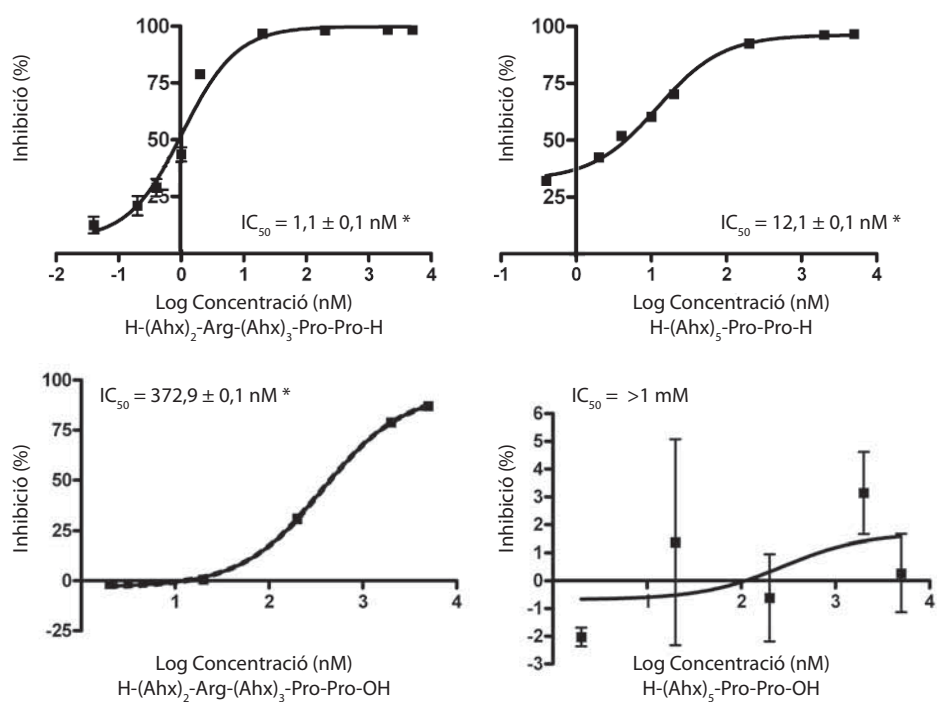 100
75
50
25
Inhibició (%)
IC50 = 1,1 ± 0,1 nM *
-2 -1 0 1 2 3 4
Log Concentració (nM)
H-(Ahx)2-Arg-(Ahx)3-Pro-Pro-H
100
75
50
25
Inhibició (%)
IC50 = 12,1 ± 0,1 nM *
-1 0 1 2 3 4
Log Concentració (nM)
H-(Ahx)5-Pro-Pro-H
100
75
50
25
0
-25
Inhibició (%)
IC50 = 372,9 ± 0,1 nM *
1 2 3 4
Log Concentració (nM)
H-(Ahx)2-Arg-(Ahx)3-Pro-Pro-OH
IC50 = >1 mM
6
5
4
3
2
1
0
-1
-2
-3
Inhibició (%)
1 2 3 4
Log Concentració (nM)
H-(Ahx)5-Pro-Pro-OH